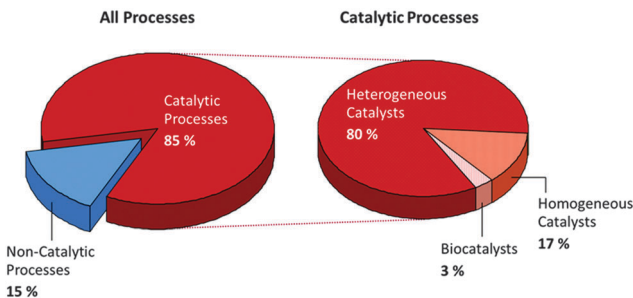 All Processes
Catalytic
Processes
85 %
Non-Catalytic
Processes
15 %
Catalytic Processes
Heterogeneous
Catalysts
80 %
Homogeneous
Catalysts
17 %
Biocatalysts
3 %